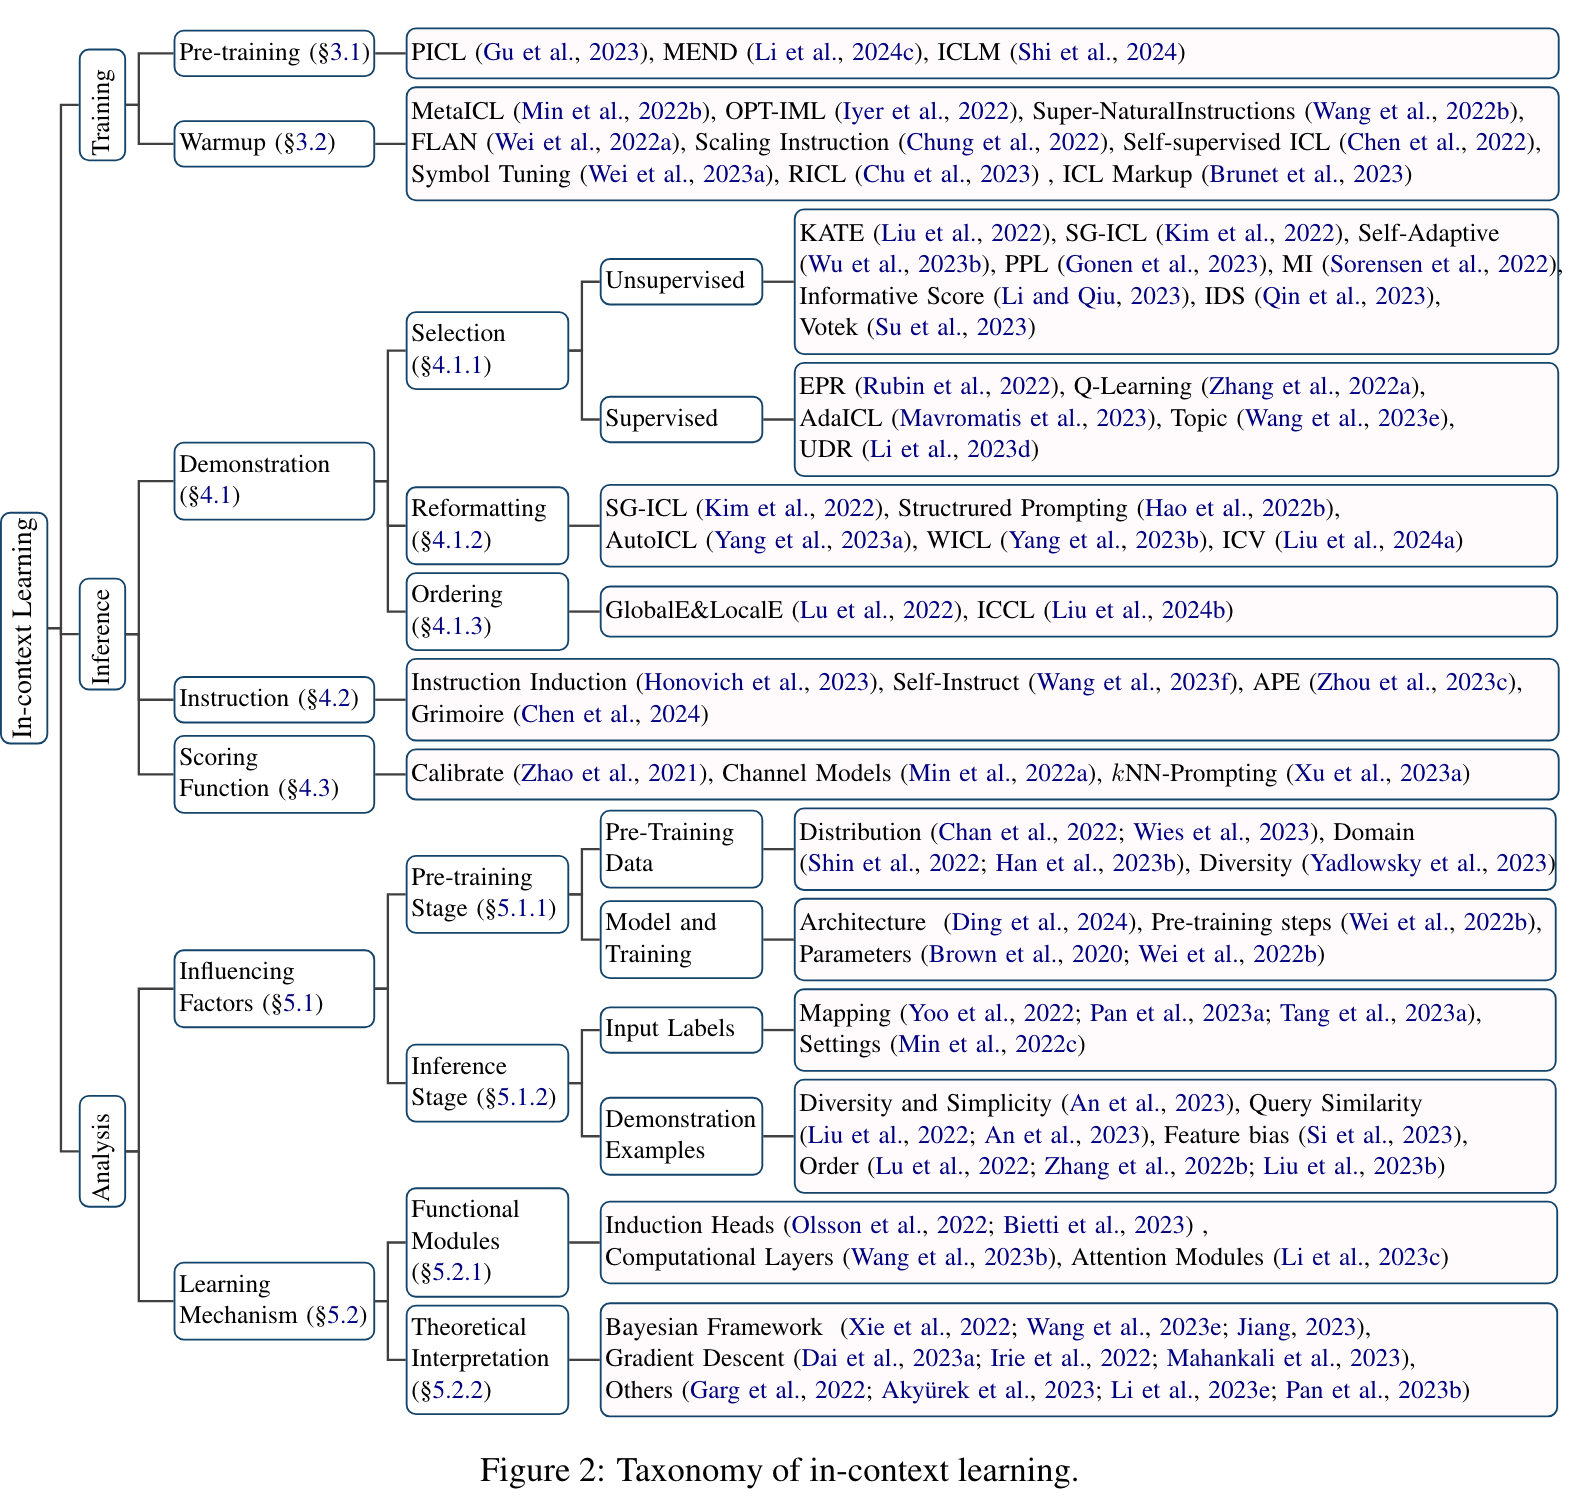 In-context Learning
Training
Pre-training (§3.1)
PICL (Gu et al., 2023), MEND (Li et al., 2024c), ICLM (Shi et al., 2024)
Warmup (§3.2)
MetaICL (Min et al., 2022b), OPT-IML (Iyer et al., 2022), Super-NaturalInstructions (Wang et al., 2022b),
FLAN (Wei et al., 2022a), Scaling Instruction (Chung et al., 2022), Self-supervised ICL (Chen et al., 2022),
Symbol Tuning (Wei et al., 2023a), RICL (Chu et al., 2023) , ICL Markup (Brunet et al., 2023)
Inference
Demonstration
(§4.1)
Selection
(§4.1.1)
Unsupervised
KATE (Liu et al., 2022), SG-ICL (Kim et al., 2022), Self-Adaptive
(Wu et al., 2023b), PPL (Gonen et al., 2023), MI (Sorensen et al., 2022),
Informative Score (Li and Qiu, 2023), IDS (Qin et al., 2023),
Votek (Su et al., 2023)
Supervised
EPR (Rubin et al., 2022), Q-Learning (Zhang et al., 2022a),
AdaICL (Mavromatis et al., 2023), Topic (Wang et al., 2023e),
UDR (Li et al., 2023d)
Reformatting
(§4.1.2)
SG-ICL (Kim et al., 2022), Structrured Prompting (Hao et al., 2022b),
AutoICL (Yang et al., 2023a), WICL (Yang et al., 2023b), ICV (Liu et al., 2024a)
Ordering
(§4.1.3)
GlobalE&LocalE (Lu et al., 2022), ICCL (Liu et al., 2024b)
Instruction (§4.2)
Instruction Induction (Honovich et al., 2023), Self-Instruct (Wang et al., 2023f), APE (Zhou et al., 2023c),
Grimoire (Chen et al., 2024)
Scoring
Function (§4.3)
Calibrate (Zhao et al., 2021), Channel Models (Min et al., 2022a), kNN-Prompting (Xu et al., 2023a)
Analysis
Influencing
Factors (§5.1)
Pre-training
Stage (§5.1.1)
Pre-Training
Data
Distribution (Chan et al., 2022; Wies et al., 2023), Domain
(Shin et al., 2022; Han et al., 2023b), Diversity (Yadlowsky et al., 2023)
Model and
Training
Architecture (Ding et al., 2024), Pre-training steps (Wei et al., 2022b),
Parameters (Brown et al., 2020; Wei et al., 2022b)
Inference
Stage (§5.1.2)
Input Labels
Mapping (Yoo et al., 2022; Pan et al., 2023a; Tang et al., 2023a),
Settings (Min et al., 2022c)
Demonstration
Examples
Diversity and Simplicity (An et al., 2023), Query Similarity
(Liu et al., 2022; An et al., 2023), Feature bias (Si et al., 2023),
Order (Lu et al., 2022; Zhang et al., 2022b; Liu et al., 2023b)
Learning
Mechanism (§5.2)
Functional
Modules
(§5.2.1)
Induction Heads (Olsson et al., 2022; Bietti et al., 2023) ,
Computational Layers (Wang et al., 2023b), Attention Modules (Li et al., 2023c)
Theoretical
Interpretation
(§5.2.2)
Bayesian Framework (Xie et al., 2022; Wang et al., 2023e; Jiang, 2023),
Gradient Descent (Dai et al., 2023a; Irie et al., 2022; Mahankali et al., 2023),
Others (Garg et al., 2022; Akyürek et al., 2023; Li et al., 2023e; Pan et al., 2023b)
Figure 2: Taxonomy of in-context learning.